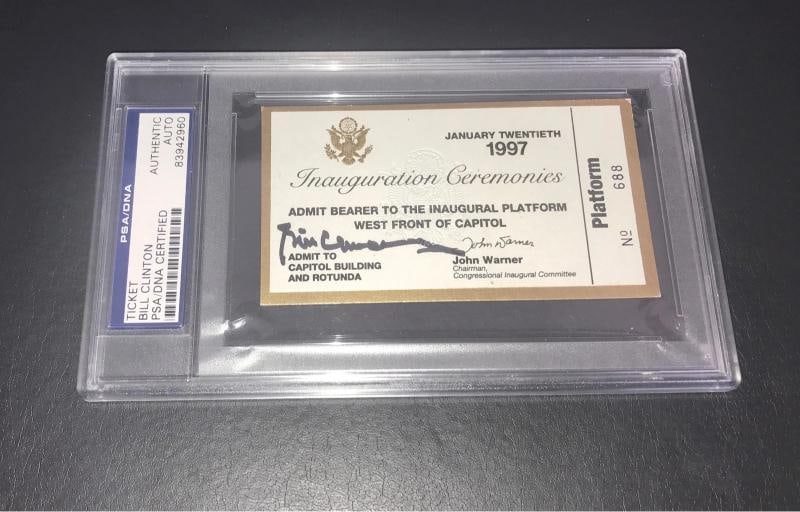 PSA/DNA
TICKET
BILL CLINTON
PSA/DNA CERTIFIED
AUTHENTIC
AUTO
83942960
JANUARY TWENTIETH
1997
Inauguration Ceremonies
ADMIT BEARER TO THE INAUGURAL PLATFORM
WEST FRONT OF CAPITOL
Bill Clinton
John Warner
ADMIT TO
CAPITOL BUILDING
AND ROTUNDA
John Warner
Chairman,
Congressional Inaugural Committee
Platform
No 688